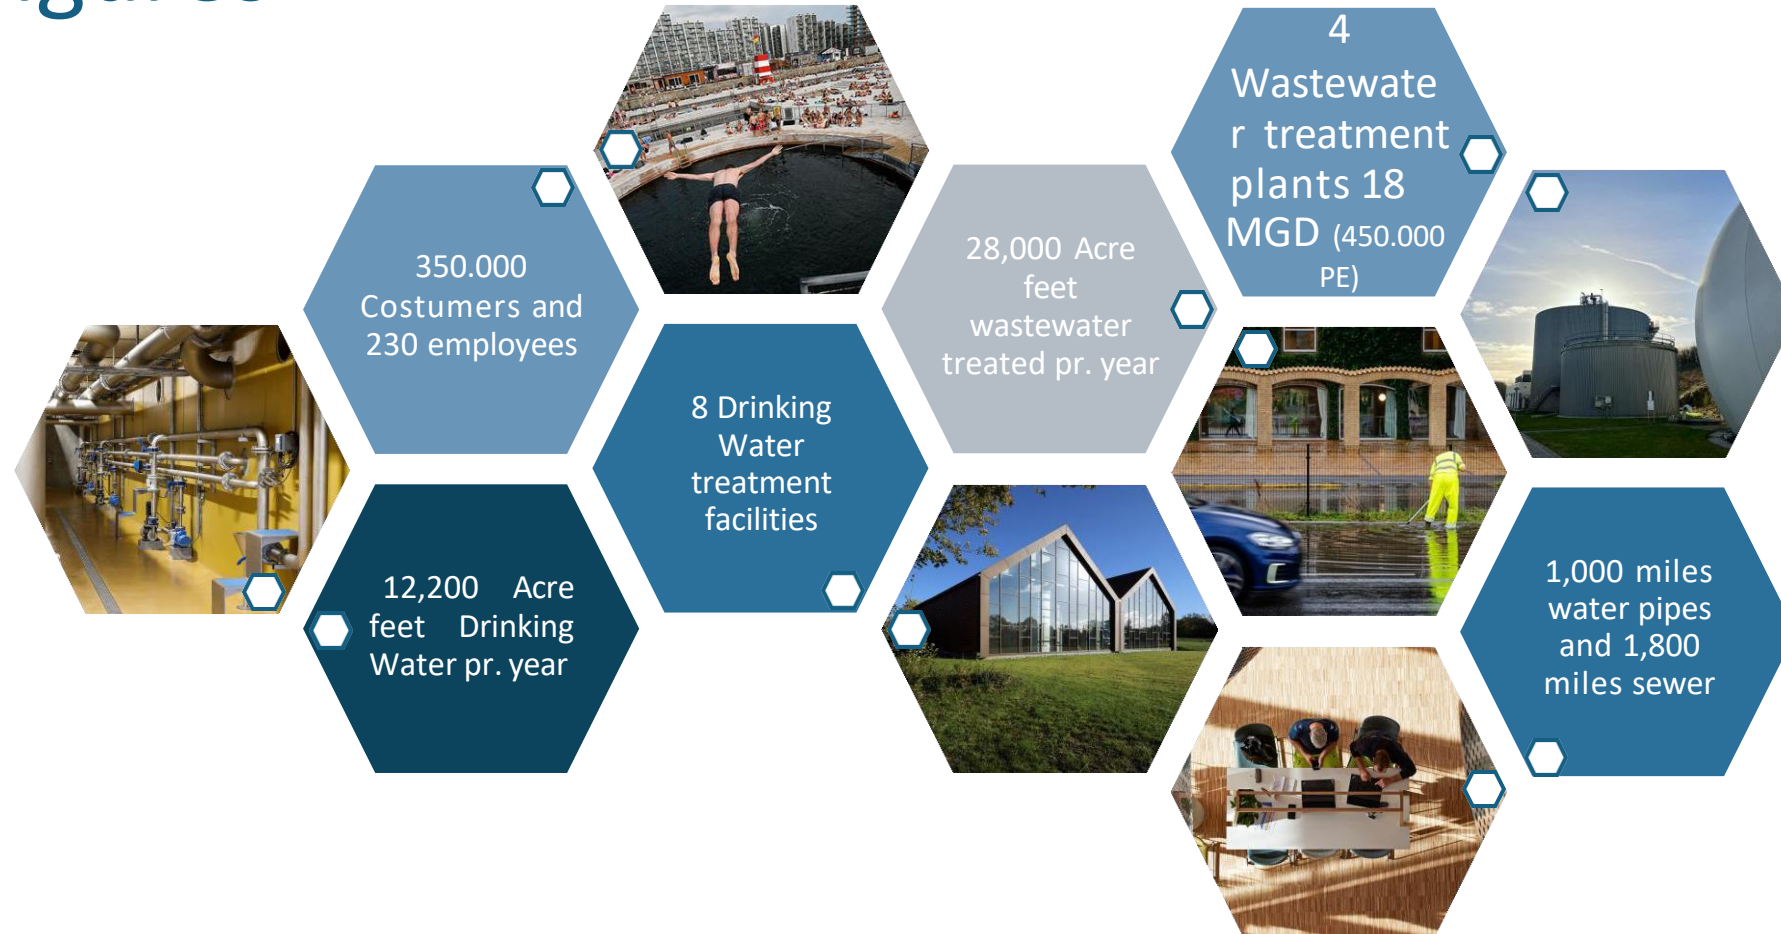 350.000
Costumers and
230 employees
12,200 Acre
feet Drinking
Water pr. year
8 Drinking
Water
treatment
facilities
28,000 Acre
feet
wastewater
treated pr. year
4
Wastewate
r treatment
plants 18
MGD (450.000
PE)
1,000 miles
water pipes
and 1,800
miles sewer